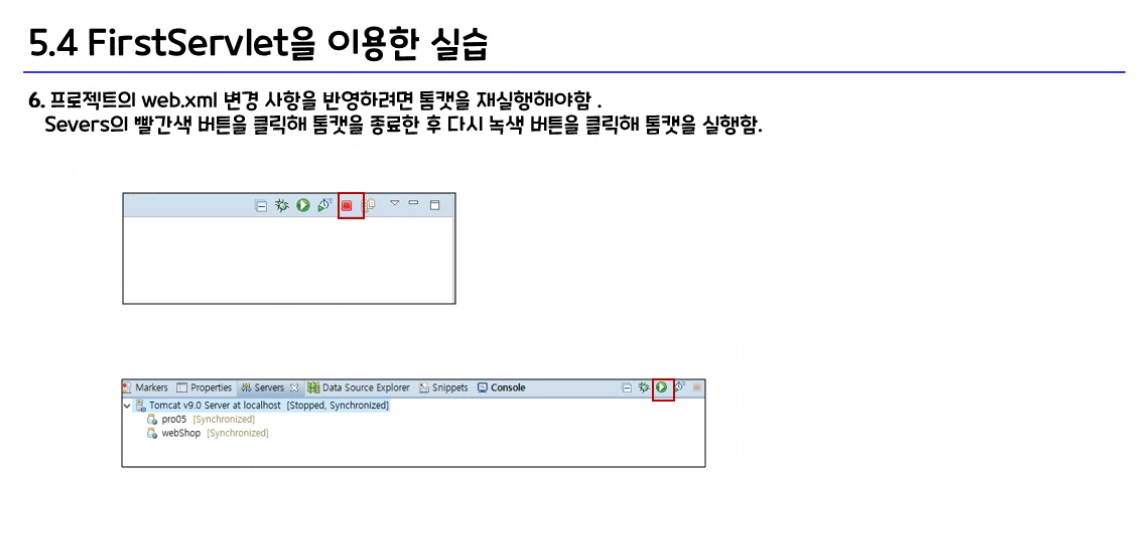 5.4 FirstServlet을 이용한 실습
6. 프로젝트의 web.xml 변경 사항을 반영하려면 톰캣을 재실행해야함 .
Severs의 빨간색 버튼을 클릭해 톰캣을 종료한 후 다시 녹색 버튼을 클릭해 톰캣을 실행함.
Markers Properties Servers Data Source Explorer Snippets Console
Tomcat v9.0 Server at localhost [Stopped, Synchronized]
pro05 [Synchronized]
webShop [Synchronized]